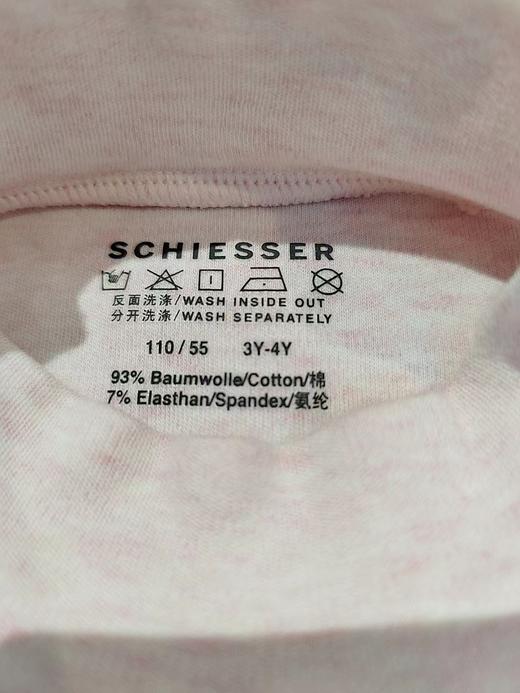 SCHIESSER
反面洗涤/WASH INSIDE OUT
分开洗涤/WASH SEPARATELY
110/55 3Y-4Y
93% Baumwolle/Cotton/棉
7% Elasthan/Spandex/氨纶